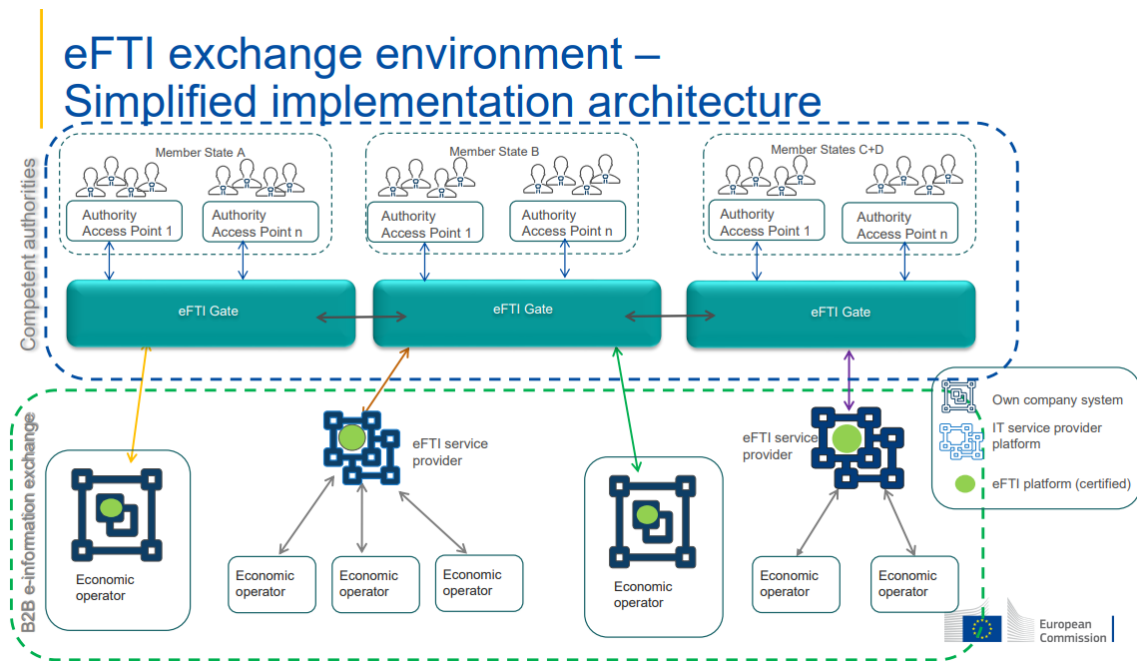 eFTI exchange environment –
Simplified implementation architecture
Competent authorities
Member State A
Member State B
Member States C+D
Authority
Access Point 1
Authority
Access Point n
Authority
Access Point 1
Authority
Access Point n
Authority
Access Point 1
Authority
Access Point n
eFTI Gate
eFTI Gate
eFTI Gate
B2B e-information exchange
Economic
operator
eFTI service
provider
Economic
operator
Economic
operator
Economic
operator
Economic
operator
eFTI service
provider
Economic
operator
Economic
operator
Own company system
IT service provider
platform
eFTI platform (certified)
European
Commission